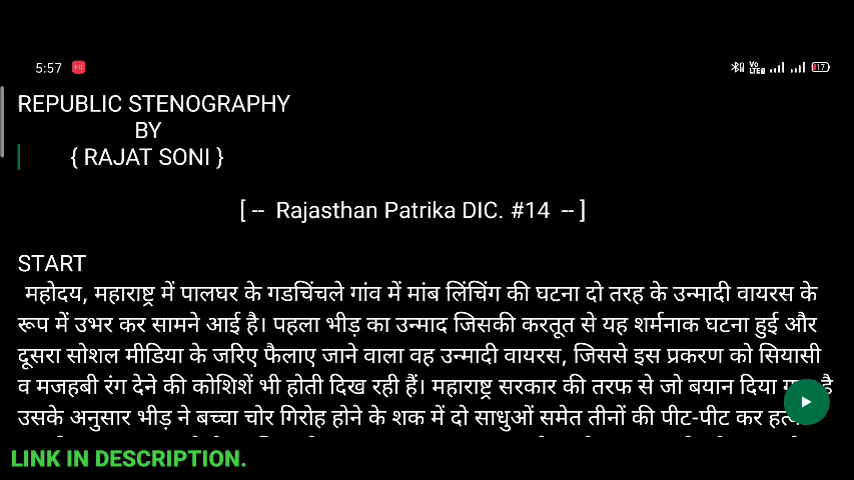 5:57
Vo LTE 17
REPUBLIC STENOGRAPHY
BY
{ RAJAT SONI }
[ -- Rajasthan Patrika DIC. #14 -- ]
START
महोदय, महाराष्ट्र में पालघर के गडचिंचले गांव में मांब लिंचिंग की घटना दो तरह के उन्मादी वायरस के
रूप में उभर कर सामने आई है। पहला भीड़ का उन्माद जिसकी करतूत से यह शर्मनाक घटना हुई और
दूसरा सोशल मीडिया के जरिए फैलाए जाने वाला वह उन्मादी वायरस, जिससे इस प्रकरण को सियासी
व मजहबी रंग देने की कोशिशें भी होती दिख रही हैं। महाराष्ट्र सरकार की तरफ से जो बयान दिया है
उसके अनुसार भीड़ ने बच्चा चोर गिरोह होने के शक में दो साधुओं समेत तीनों की पीट-पीट कर
LINK IN DESCRIPTION.